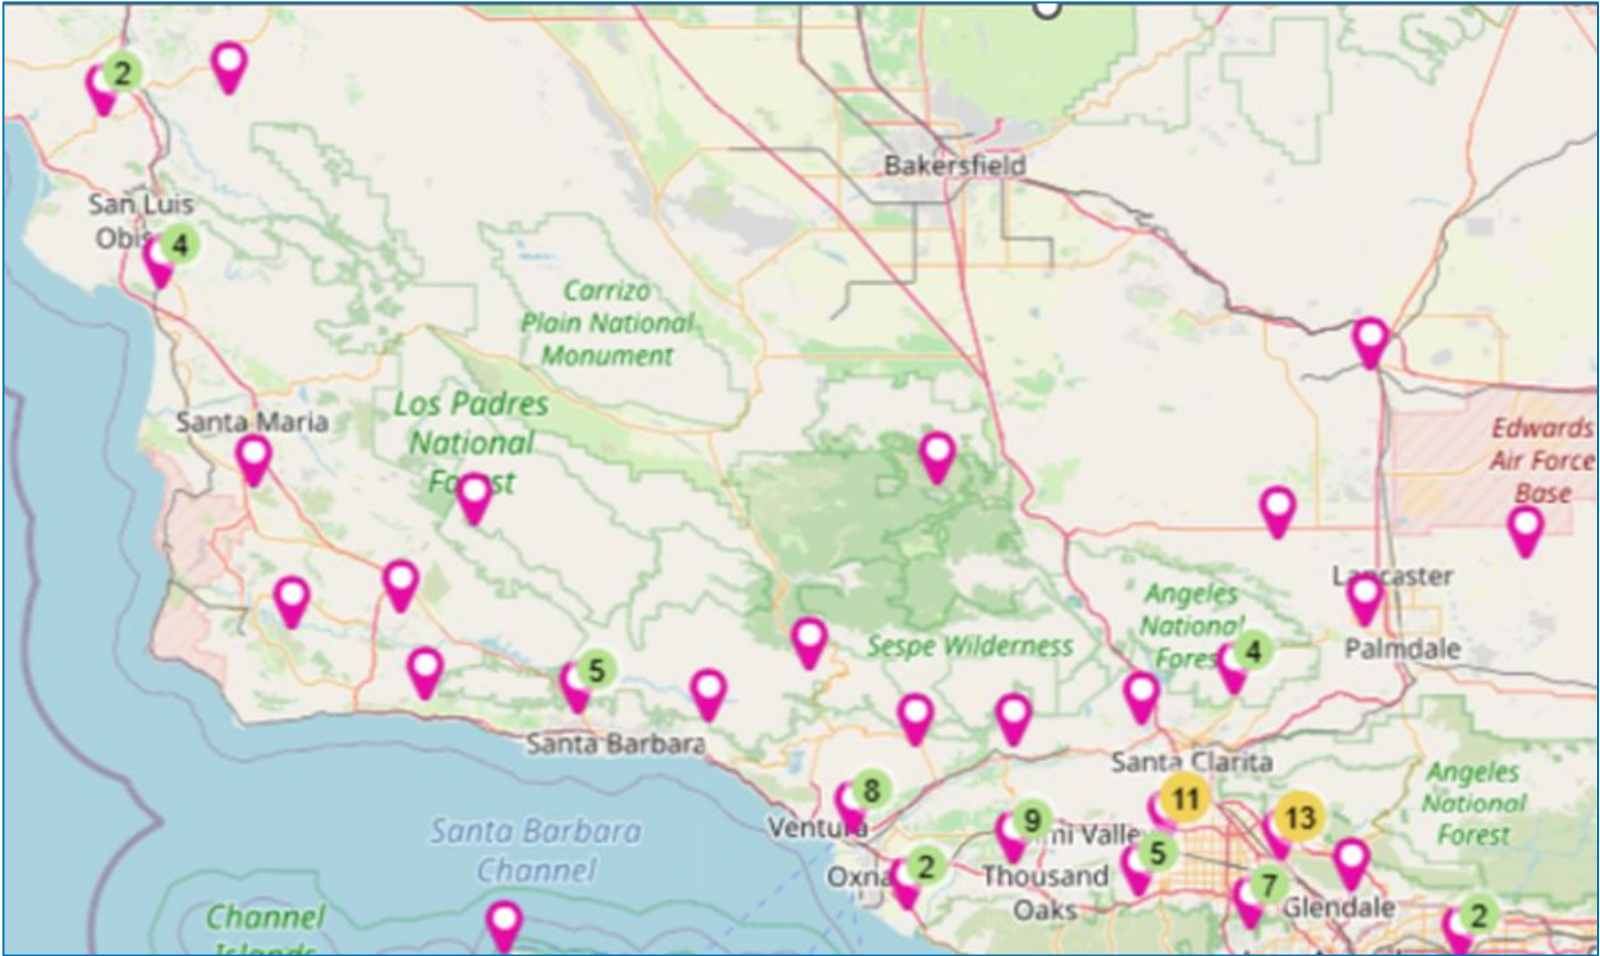 2
Bakersfield
San Luis
Obis
4
Carrizo
Plain National
Monument
Los Padres
National
Fo st
Santa Maria
Edwards
Air Force
Base
Lancaster
Palmdale
Angeles
National
Fores
4
Sespe Wilderness
5
Santa Barbara
Santa Clarita
Angeles
National
Forest
8
Ventura
9
mi Valle
11
13
5
2
Oxna
Thousand
Oaks
7
Glendale
2
Santa Barbara
Channel
Channel
Islands